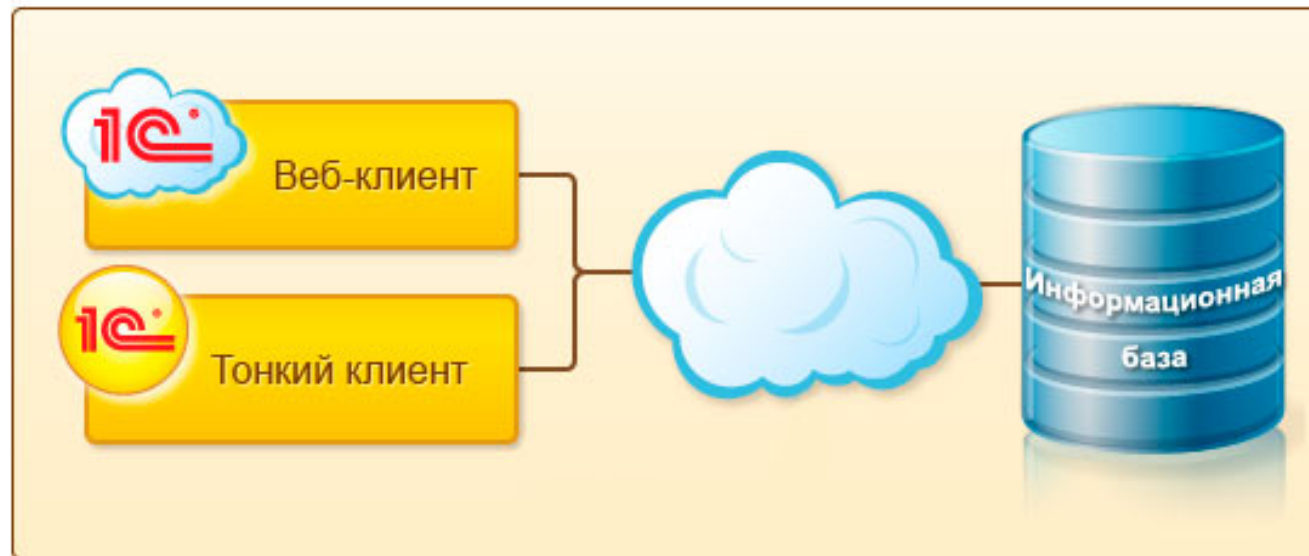 1С
Веб-клиент
1С
Тонкий клиент
Информационная
база